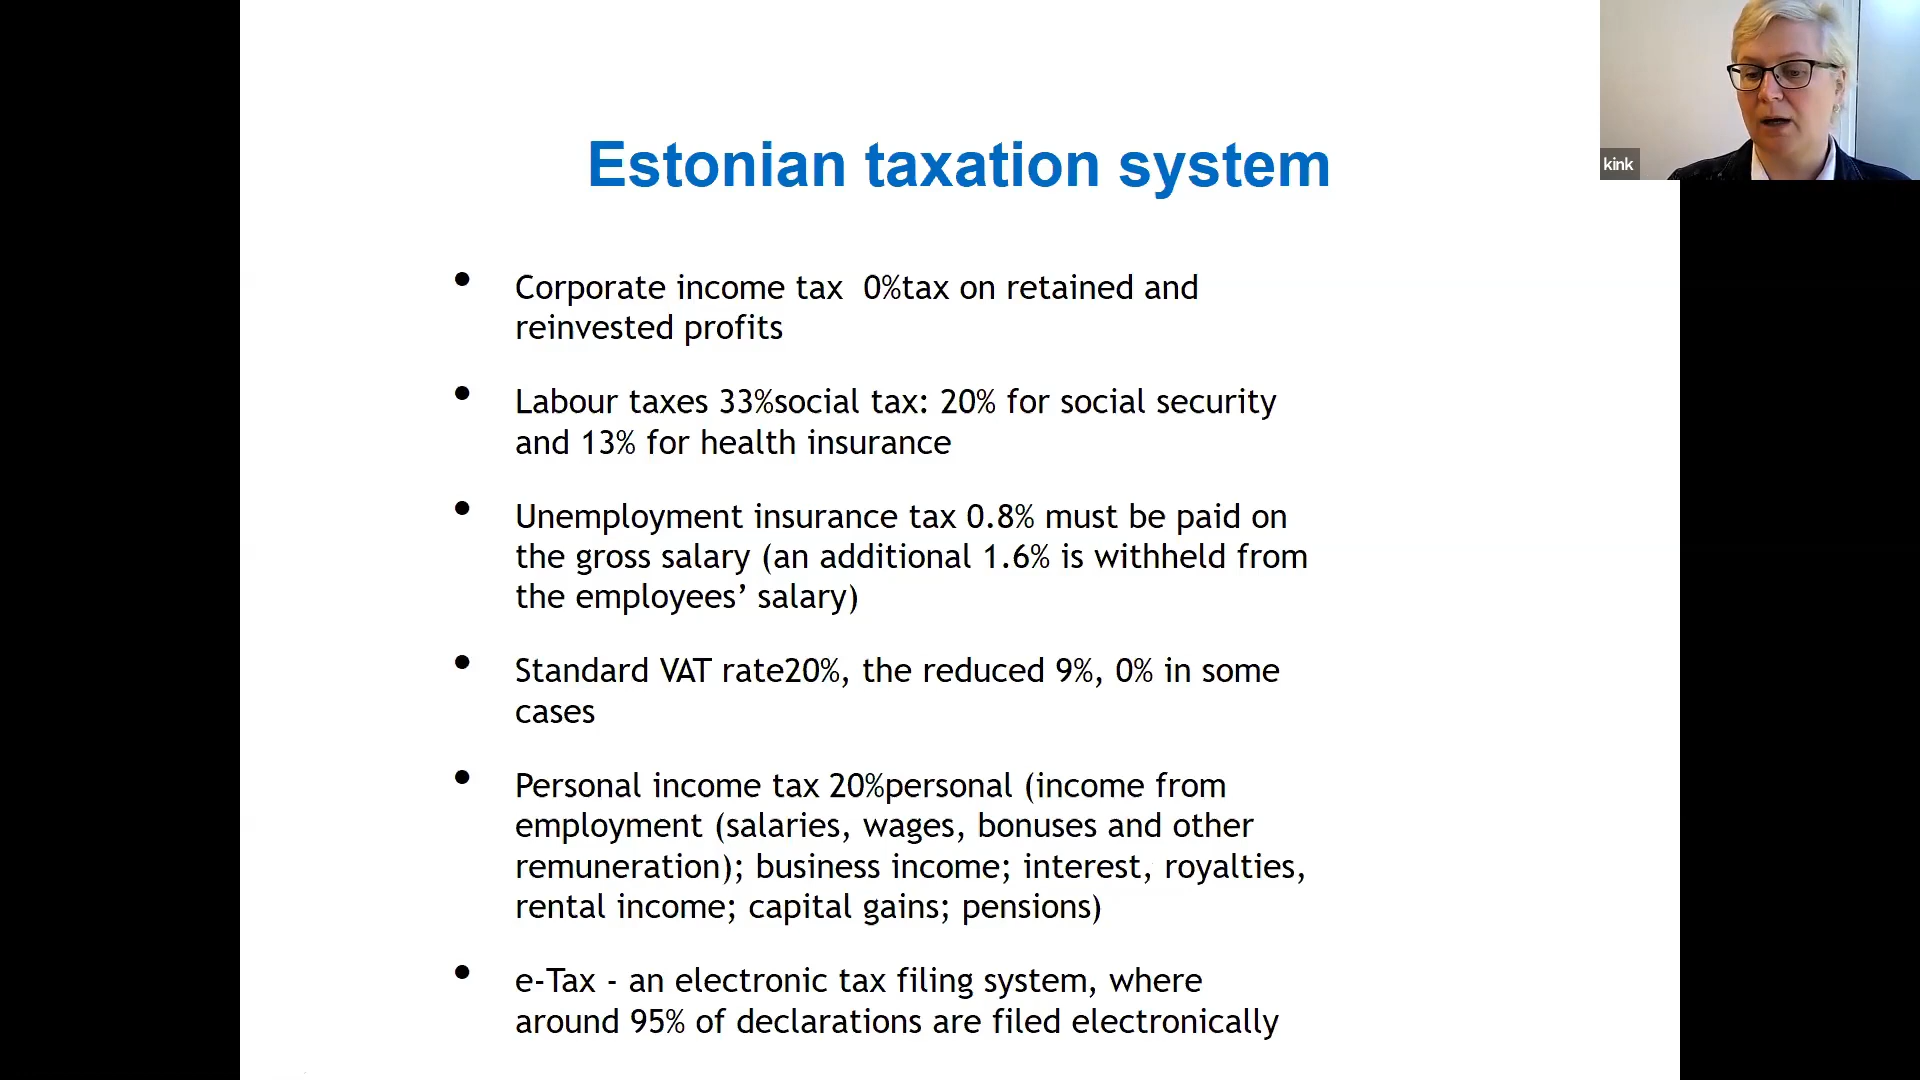 Estonian taxation system
kink
• Corporate income tax  0%tax on retained and
reinvested profits
• Labour taxes 33%social tax: 20% for social security
and 13% for health insurance
• Unemployment insurance tax 0.8% must be paid on
the gross salary (an additional 1.6% is withheld from
the employees’ salary)
• Standard VAT rate20%, the reduced 9%, 0% in some
cases
• Personal income tax 20%personal (income from
employment (salaries, wages, bonuses and other
remuneration); business income; interest, royalties,
rental income; capital gains; pensions)
• e-Tax - an electronic tax filing system, where
around 95% of declarations are filed electronically